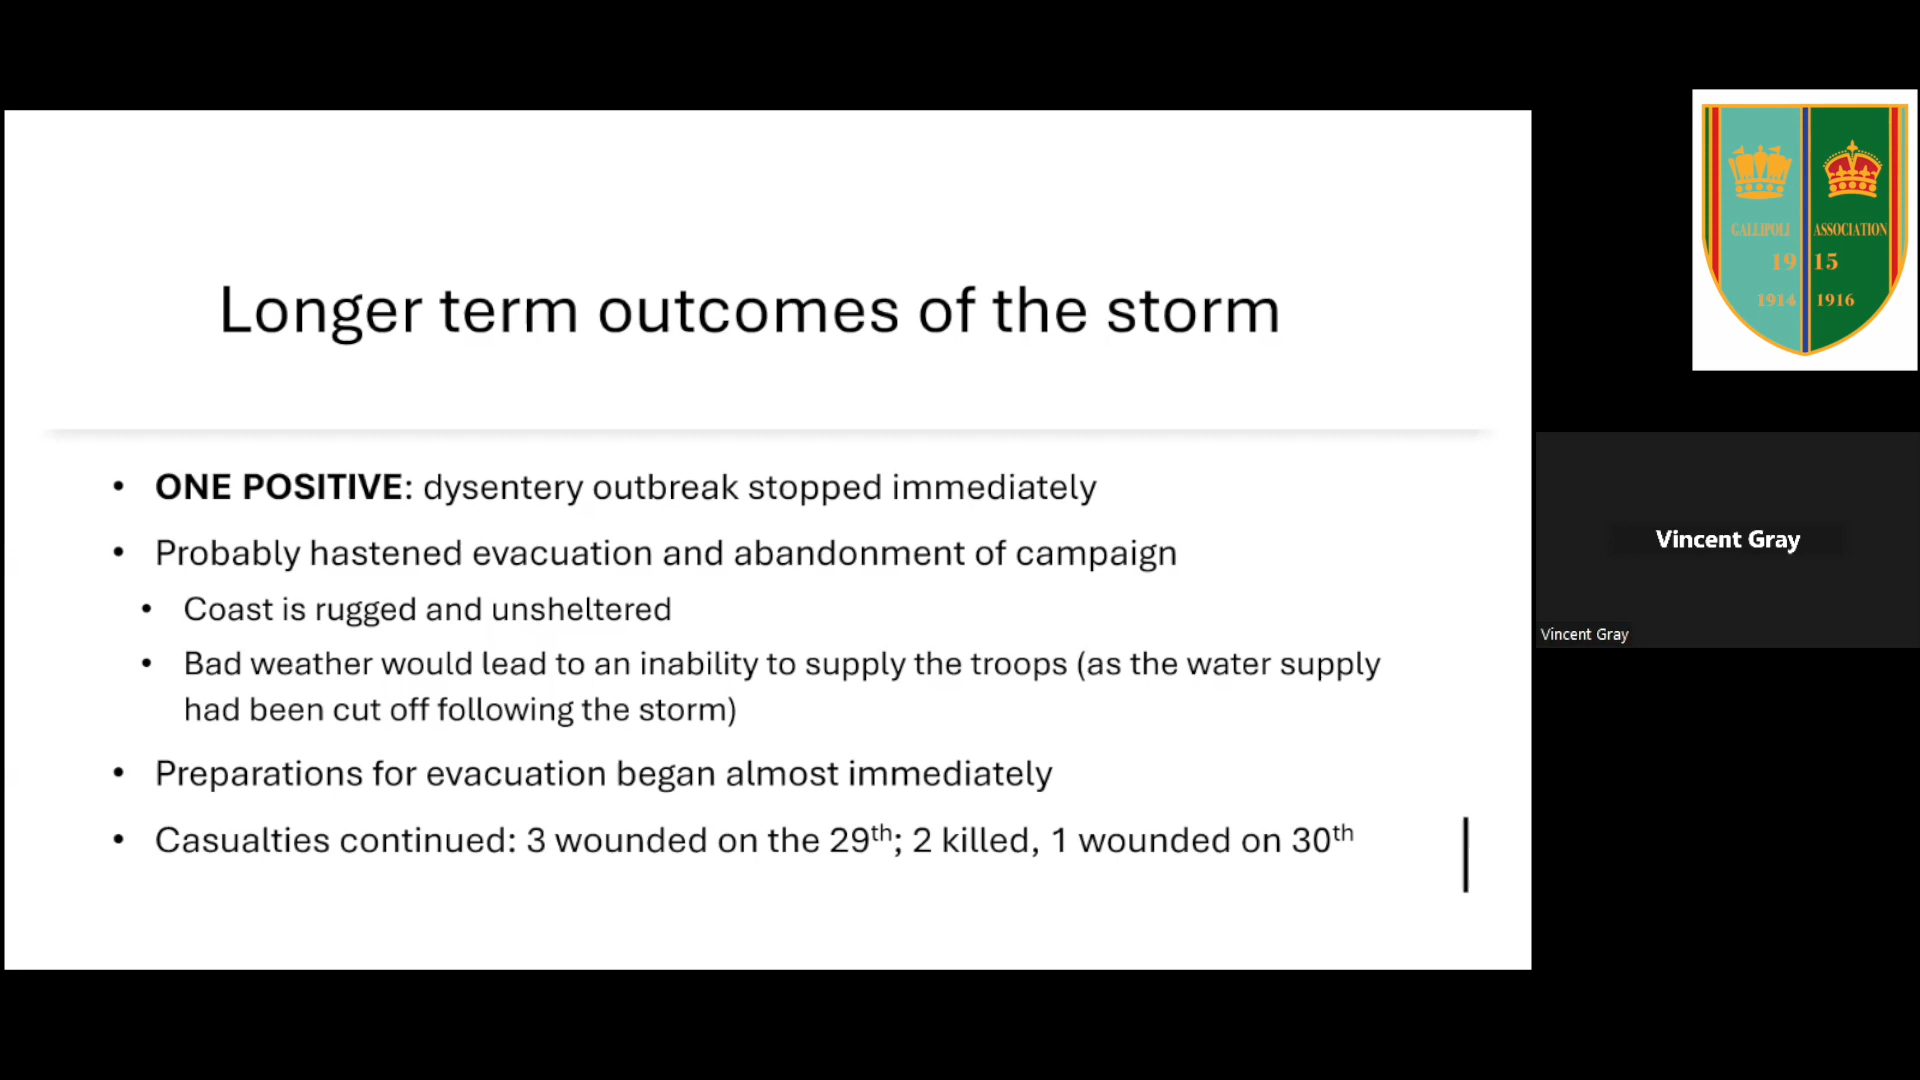 Longer term outcomes of the storm
• ONE POSITIVE: dysentery outbreak stopped immediately
• Probably hastened evacuation and abandonment of campaign
• Coast is rugged and unsheltered
• Bad weather would lead to an inability to supply the troops (as the water supply
had been cut off following the storm)
• Preparations for evacuation began almost immediately
• Casualties continued: 3 wounded on the 29th; 2 killed, 1 wounded on 30th
GALLIPOLI ASSOCIATION
19 15
1914 1916
Vincent Gray
Vincent Gray